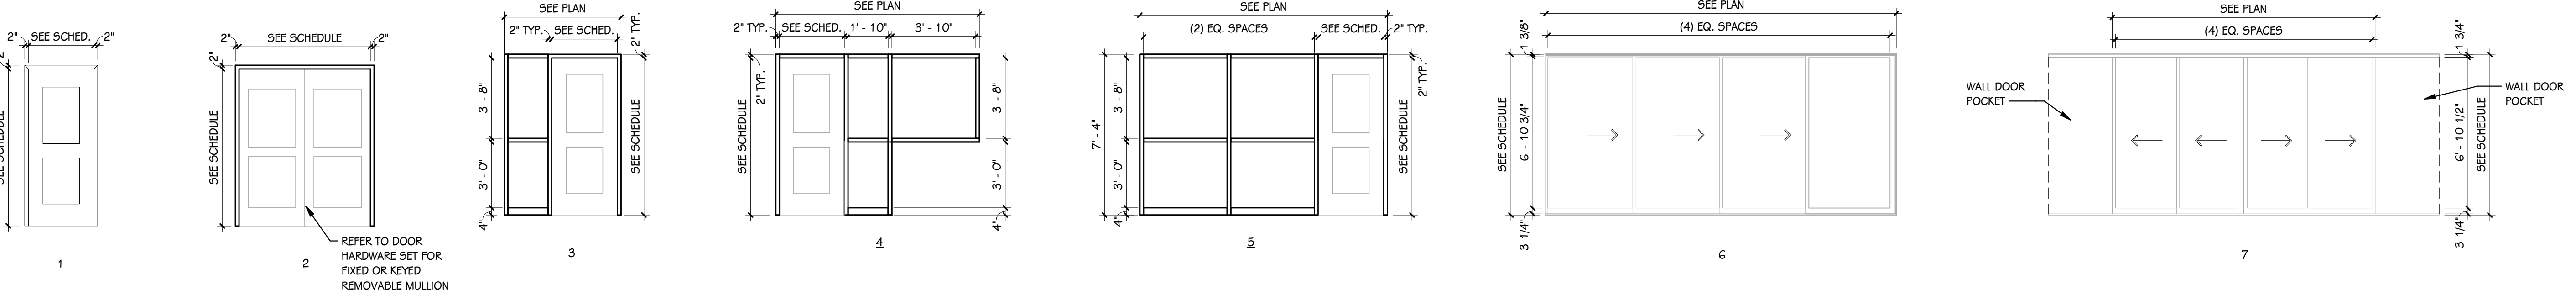 2"
SEE SCHED.
2"
2"
SEE SCHEDULE
1
2"
SEE SCHEDULE
2"
SEE SCHEDULE
REFER TO DOOR
HARDWARE SET FOR
FIXED OR KEYED
REMOVABLE MULLION
2
SEE PLAN
2" TYP.
SEE SCHED.
2" TYP.
3' - 8"
3' - 0"
4"
SEE SCHEDULE
3
SEE PLAN
2" TYP.
SEE SCHED.
1' - 10"
3' - 10"
2" TYP.
SEE SCHEDULE
3' - 8"
3' - 0"
4"
4
SEE PLAN
(2) EQ. SPACES
SEE SCHED.
2" TYP.
7' - 4"
3' - 8"
3' - 0"
4"
2" TYP.
SEE SCHEDULE
5
SEE PLAN
(4) EQ. SPACES
1 3/8"
SEE SCHEDULE
6' - 10 3/4"
3 1/4"
6
SEE PLAN
(4) EQ. SPACES
WALL DOOR
POCKET
WALL DOOR
POCKET
1 3/4"
6' - 10 1/2"
SEE SCHEDULE
3 1/4"
7